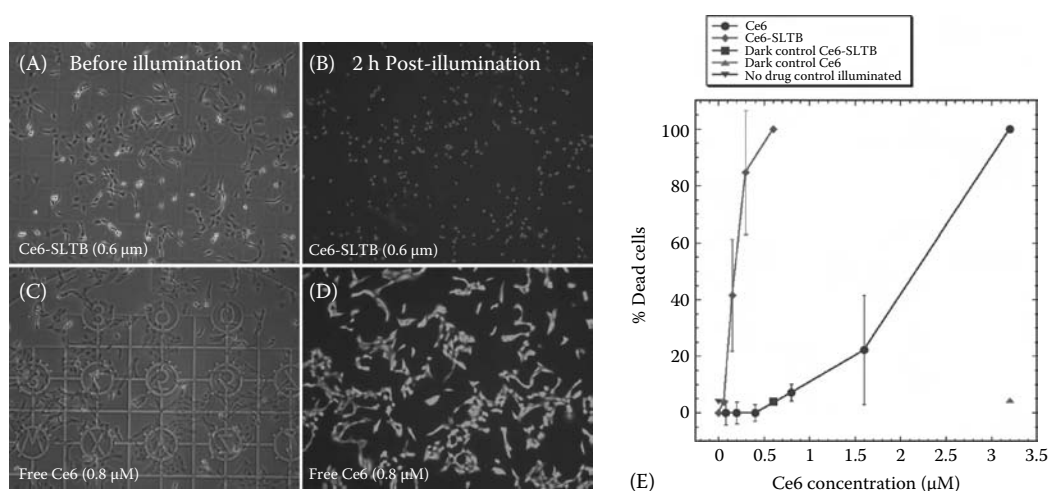 (A) Before illumination
Ce6-SLTB (0.6 μm)
(B) 2 h Post-illumination
Ce6-SLTB (0.6 μm)
(C)
Free Ce6 (0.8 μM)
(D)
Free Ce6 (0.8 μM)
Ce6
Ce6-SLTB
Dark control Ce6-SLTB
Dark control Ce6
No drug control illuminated
100
80
60
40
20
0
% Dead cells
0 0.5 1 1.5 2 2.5 3 3.5
Ce6 concentration (μM)
(E)